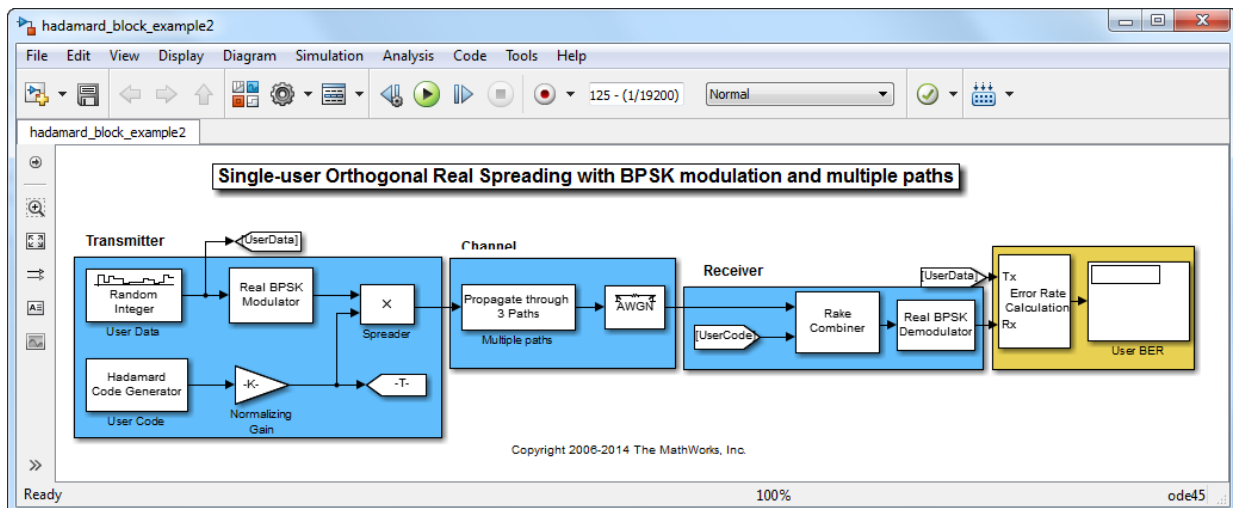 hadamard_block_example2
File Edit View Display Diagram Simulation Analysis Code Tools Help
125 - (1/19200) Normal
hadamard_block_example2
Single-user Orthogonal Real Spreading with BPSK modulation and multiple paths
Transmitter
[UserData]
Random
Integer
User Data
Real BPSK
Modulator
×
Spreader
Hadamard
Code Generator
User Code
-K-
Normalizing
Gain
-T-
Channel
Propagate through
3 Paths
Multiple paths
AWGN
Receiver
[UserCode]
Rake
Combiner
Real BPSK
Demodulator
[UserData]
Tx
Error Rate
Calculation
Rx
User BER
Copyright 2006-2014 The MathWorks, Inc.
Ready 100% ode45